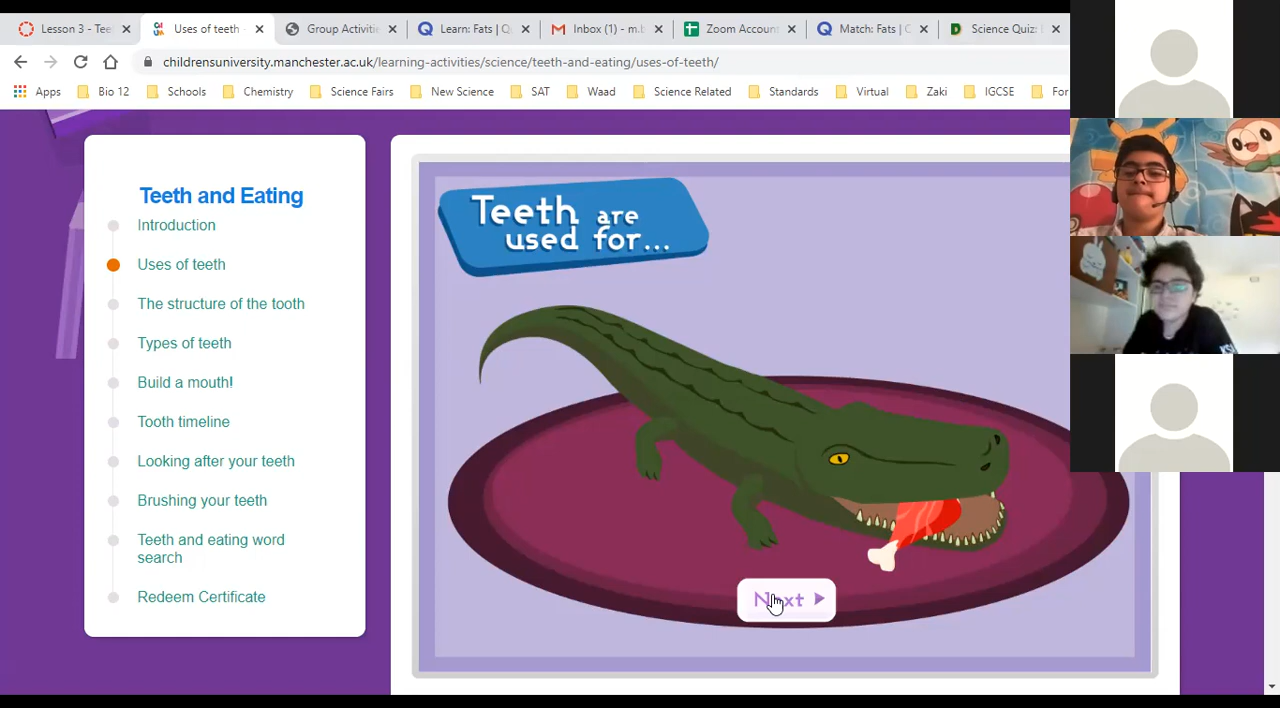 Lesson 3 - Tee
Uses of teeth
Group Activitie
Learn: Fats | Q
Inbox (1) - m.b
Zoom Accoun
Match: Fats | C
Science Quiz:
childrensuniversity.manchester.ac.uk/learning-activities/science/teeth-and-eating/uses-of-teeth/
Apps
Bio 12
Schools
Chemistry
Science Fairs
New Science
SAT
Waad
Science Related
Standards
Virtual
Zaki
IGCSE
For
Teeth and Eating
Introduction
Uses of teeth
The structure of the tooth
Types of teeth
Build a mouth!
Tooth timeline
Looking after your teeth
Brushing your teeth
Teeth and eating word
search
Redeem Certificate
Teeth are
used for...
Next